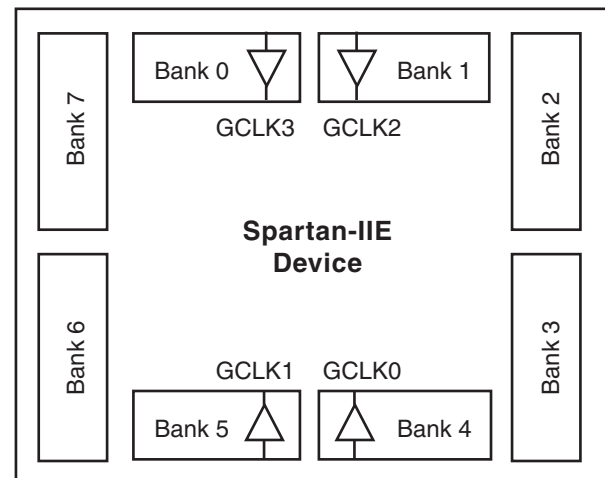 Bank 0
Bank 1
Bank 7
Bank 2
GCLK3
GCLK2
Spartan-IIE
Device
Bank 6
Bank 3
GCLK1
GCLK0
Bank 5
Bank 4